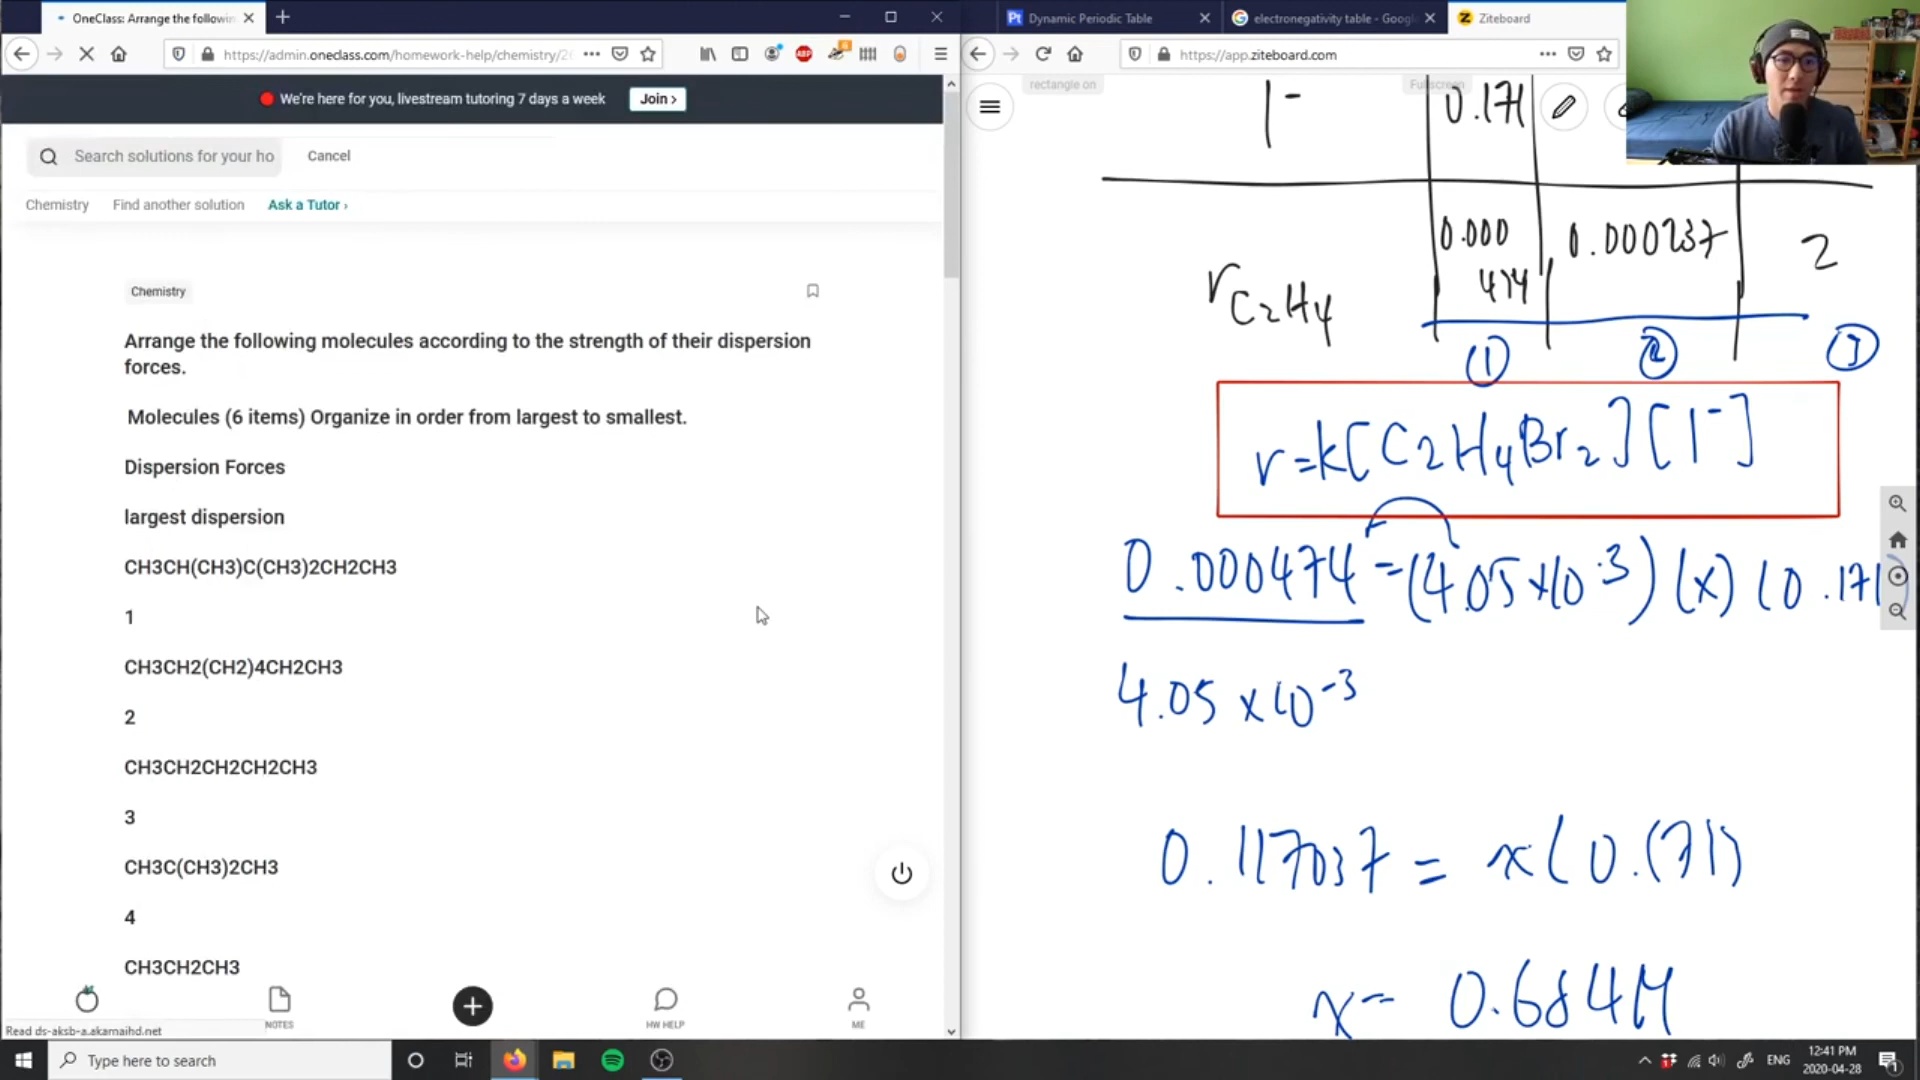 OneClass: Arrange the followin
https://admin.oneclass.com/homework-help/chemistry/2
We're here for you, livestream tutoring 7 days a week
Join ›
Search solutions for your ho
Cancel
Chemistry
Find another solution
Ask a Tutor ›
Chemistry
Arrange the following molecules according to the strength of their dispersion
forces.
Molecules (6 items) Organize in order from largest to smallest.
Dispersion Forces
largest dispersion
CH3CH(CH3)C(CH3)2CH2CH3
1
CH3CH2(CH2)4CH2CH3
2
CH3CH2CH2CH2CH3
3
CH3C(CH3)2CH3
4
CH3CH2CH3
NOTES
HW HELP
ME
Read ds-aksb-a.akamaihd.net
Pt Dynamic Periodic Table
electronegativity table - Googl
Ziteboard
https://app.ziteboard.com
rectangle on
Fullscreen
I- 0.171
rC2H4 0.000474 0.000237 2
① ② ③
r=k[C2H4Br2][I-]
0.000474=(4.05x10-3)(x)(0.171)
4.05 x10-3
0.117037 = x(0.171)
x= 0.684M
Type here to search
ENG
12:41 PM
2020-04-28
1